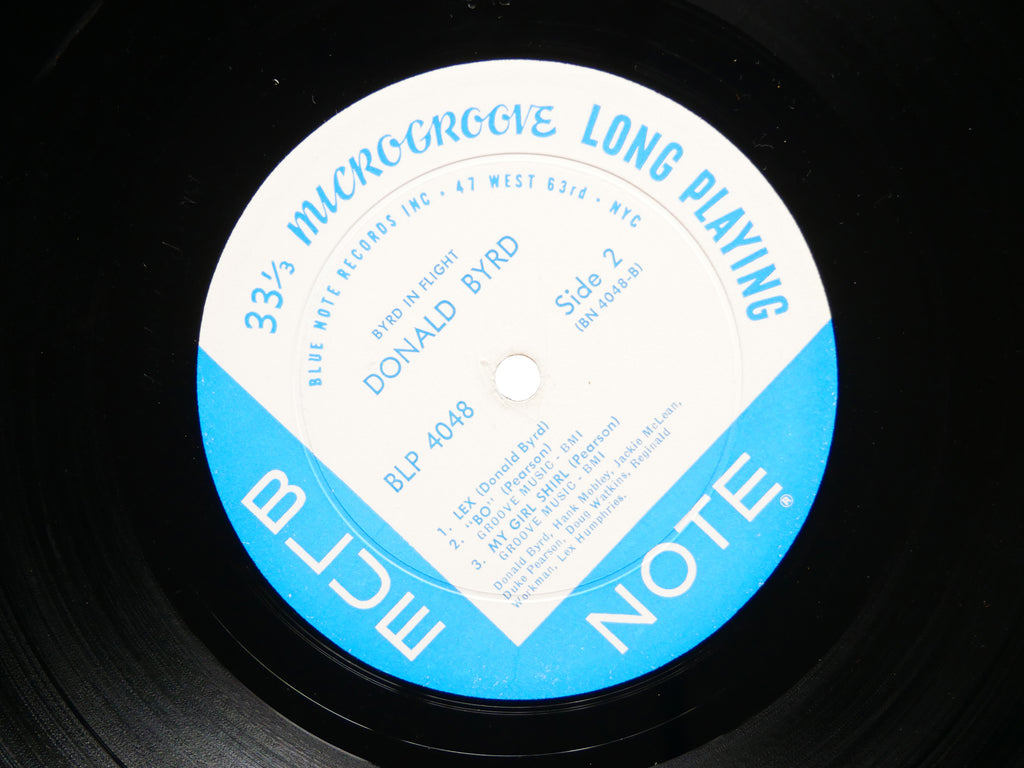 33⅓ MICROGROOVE LONG PLAYING
BLUE NOTE RECORDS INC • 47 WEST 63rd • NYC
BYRD IN FLIGHT
DONALD BYRD
Side 2
(BN 4048-B)
BLP 4048
1. LEX (Donald Byrd)
2. "BO" (Pearson)
GROOVE MUSIC - BMI
3. MY GIRL SHIRL (Pearson)
GROOVE MUSIC - BMI
Donald Byrd, Hank Mobley, Jackie McLean,
Duke Pearson, Doug Watkins, Reginald
Workman, Lex Humphries.
BLUE
NOTE®